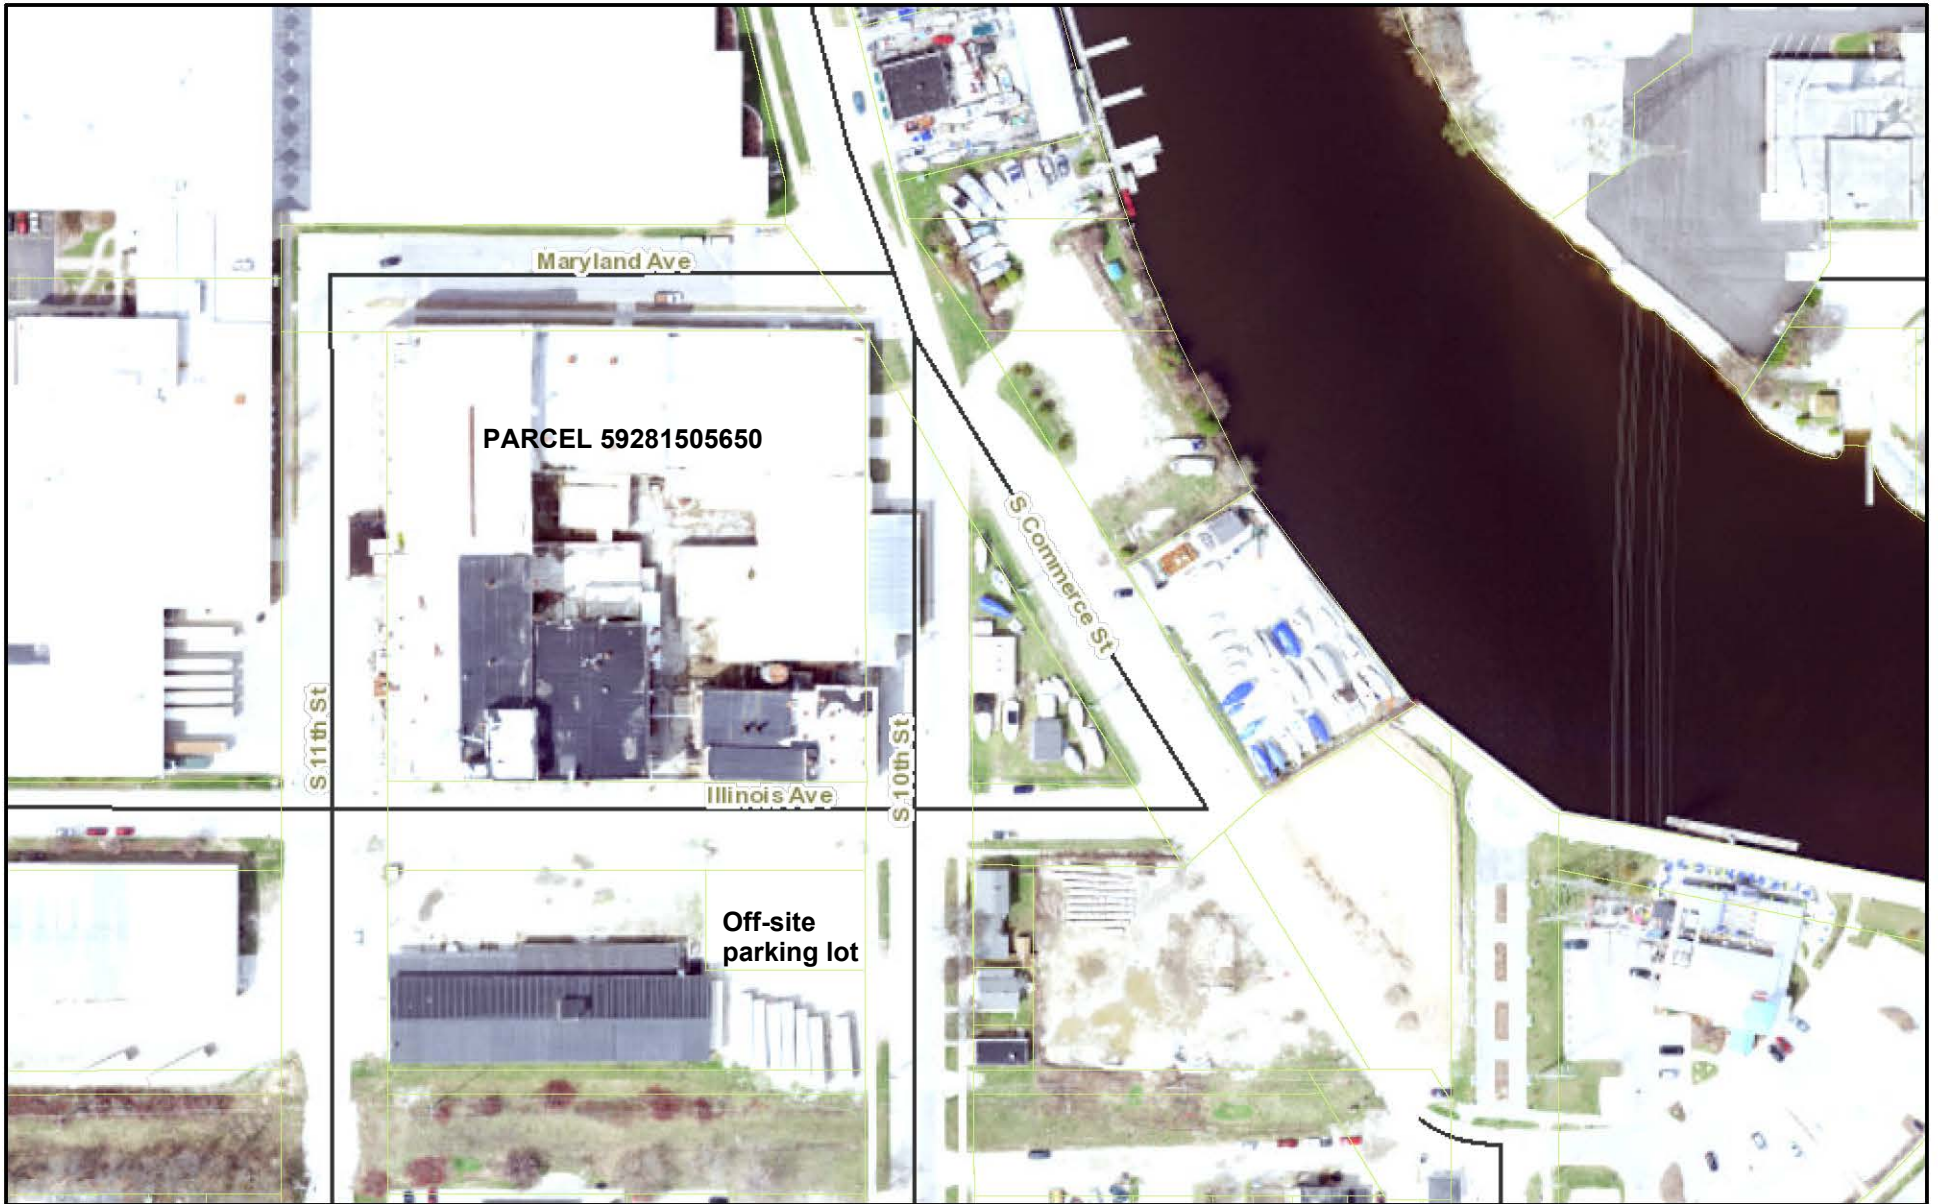 Maryland Ave
PARCEL 59281505650
S Commerce St
S 11th St
S 10th St
Illinois Ave
Off-site
parking lot